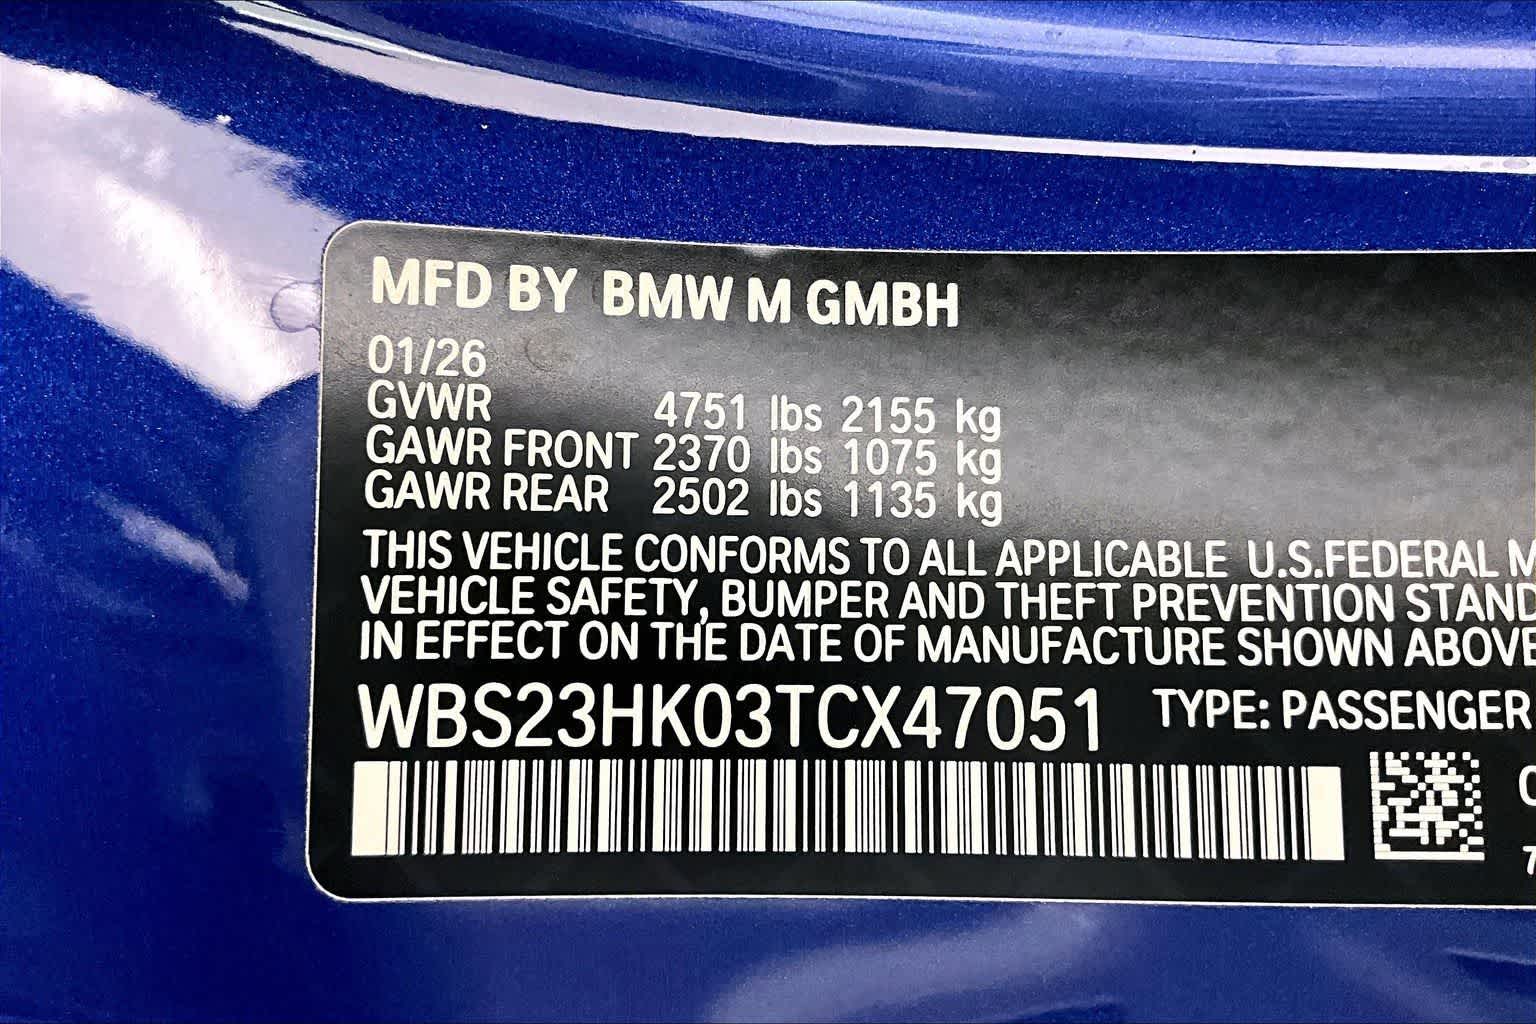 MFD BY BMW M GMBH
01/26
GVWR 4751 lbs 2155 kg
GAWR FRONT 2370 lbs 1075 kg
GAWR REAR 2502 lbs 1135 kg
THIS VEHICLE CONFORMS TO ALL APPLICABLE U.S.FEDERAL M
VEHICLE SAFETY, BUMPER AND THEFT PREVENTION STAND
IN EFFECT ON THE DATE OF MANUFACTURE SHOWN ABOVE
WBS23HK03TCX47051 TYPE: PASSENGER